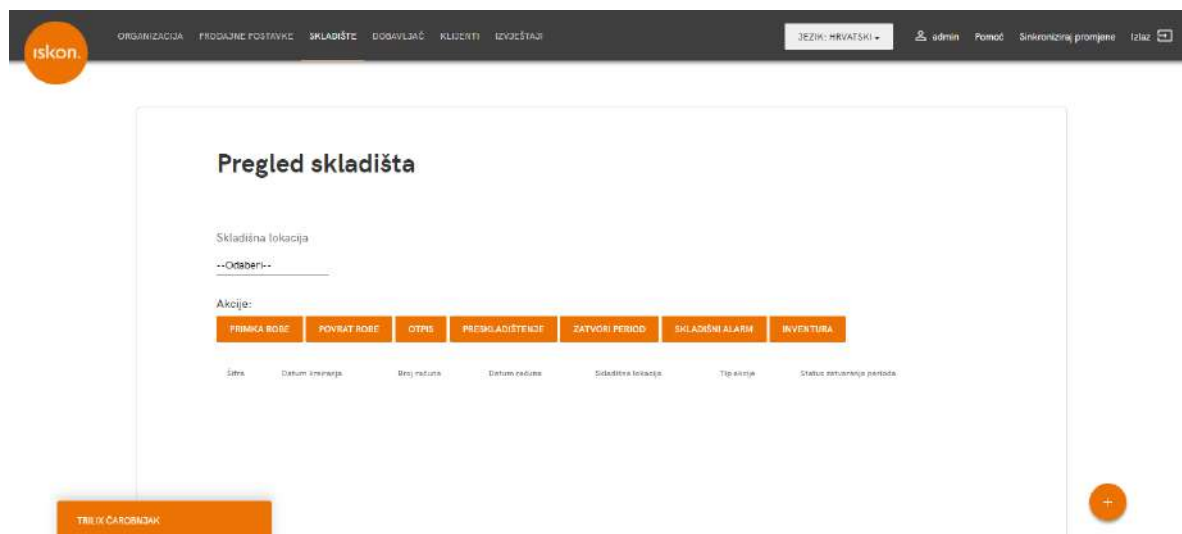 iskon.
ORGANIZACIJA PRODAJNE POSTAVKE SKLADIŠTE DOBAVLJAČ KLIJENTI IZVJEŠTAJI
JEZIK: HRVATSKI
admin Pomoć Sinkroniziraj promjene Izlaz
Pregled skladišta
Skladišna lokacija
--Odaberi--
Akcije:
PRIMKA ROBE POVRAT ROBE OTPIS PRESKLADIŠTENJE ZATVORI PERIOD SKLADIŠNI ALARM INVENTURA
Šifra Datum kreiranja Broj računa Datum računa Skladišna lokacija Tip akcije Status zatvaranja perioda
+
TRILIX ČAROBNJAK